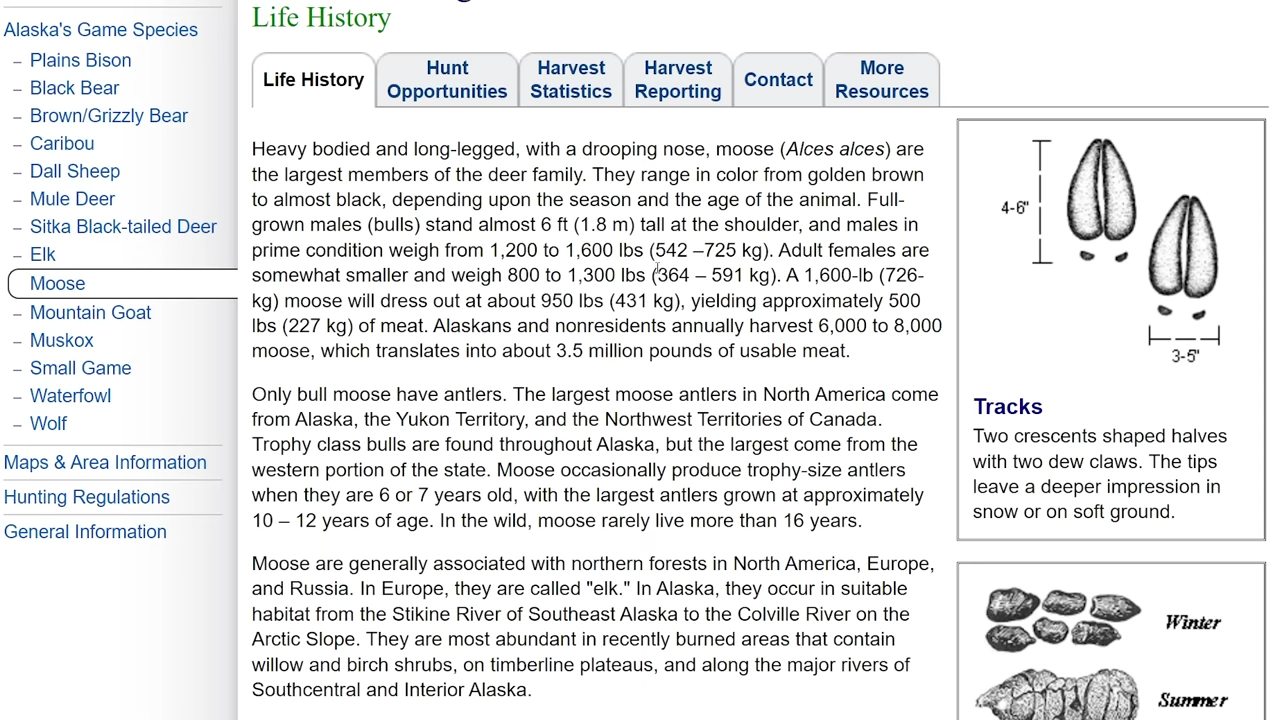 Life History
Alaska's Game Species
– Plains Bison
– Black Bear
– Brown/Grizzly Bear
– Caribou
– Dall Sheep
– Mule Deer
– Sitka Black-tailed Deer
– Elk
Moose
– Mountain Goat
– Muskox
– Small Game
– Waterfowl
– Wolf
Maps & Area Information
Hunting Regulations
General Information
Life History
Hunt
Opportunities
Harvest
Statistics
Harvest
Reporting
Contact
More
Resources
Heavy bodied and long-legged, with a drooping nose, moose (Alces alces) are
the largest members of the deer family. They range in color from golden brown
to almost black, depending upon the season and the age of the animal. Full-
grown males (bulls) stand almost 6 ft (1.8 m) tall at the shoulder, and males in
prime condition weigh from 1,200 to 1,600 lbs (542 –725 kg). Adult females are
somewhat smaller and weigh 800 to 1,300 lbs (364 – 591 kg). A 1,600-lb (726-
kg) moose will dress out at about 950 lbs (431 kg), yielding approximately 500
lbs (227 kg) of meat. Alaskans and nonresidents annually harvest 6,000 to 8,000
moose, which translates into about 3.5 million pounds of usable meat.
Only bull moose have antlers. The largest moose antlers in North America come
from Alaska, the Yukon Territory, and the Northwest Territories of Canada.
Trophy class bulls are found throughout Alaska, but the largest come from the
western portion of the state. Moose occasionally produce trophy-size antlers
when they are 6 or 7 years old, with the largest antlers grown at approximately
10 – 12 years of age. In the wild, moose rarely live more than 16 years.
Moose are generally associated with northern forests in North America, Europe,
and Russia. In Europe, they are called "elk." In Alaska, they occur in suitable
habitat from the Stikine River of Southeast Alaska to the Colville River on the
Arctic Slope. They are most abundant in recently burned areas that contain
willow and birch shrubs, on timberline plateaus, and along the major rivers of
Southcentral and Interior Alaska.
4-6"
3-5"
Tracks
Two crescents shaped halves
with two dew claws. The tips
leave a deeper impression in
snow or on soft ground.
Winter
Summer